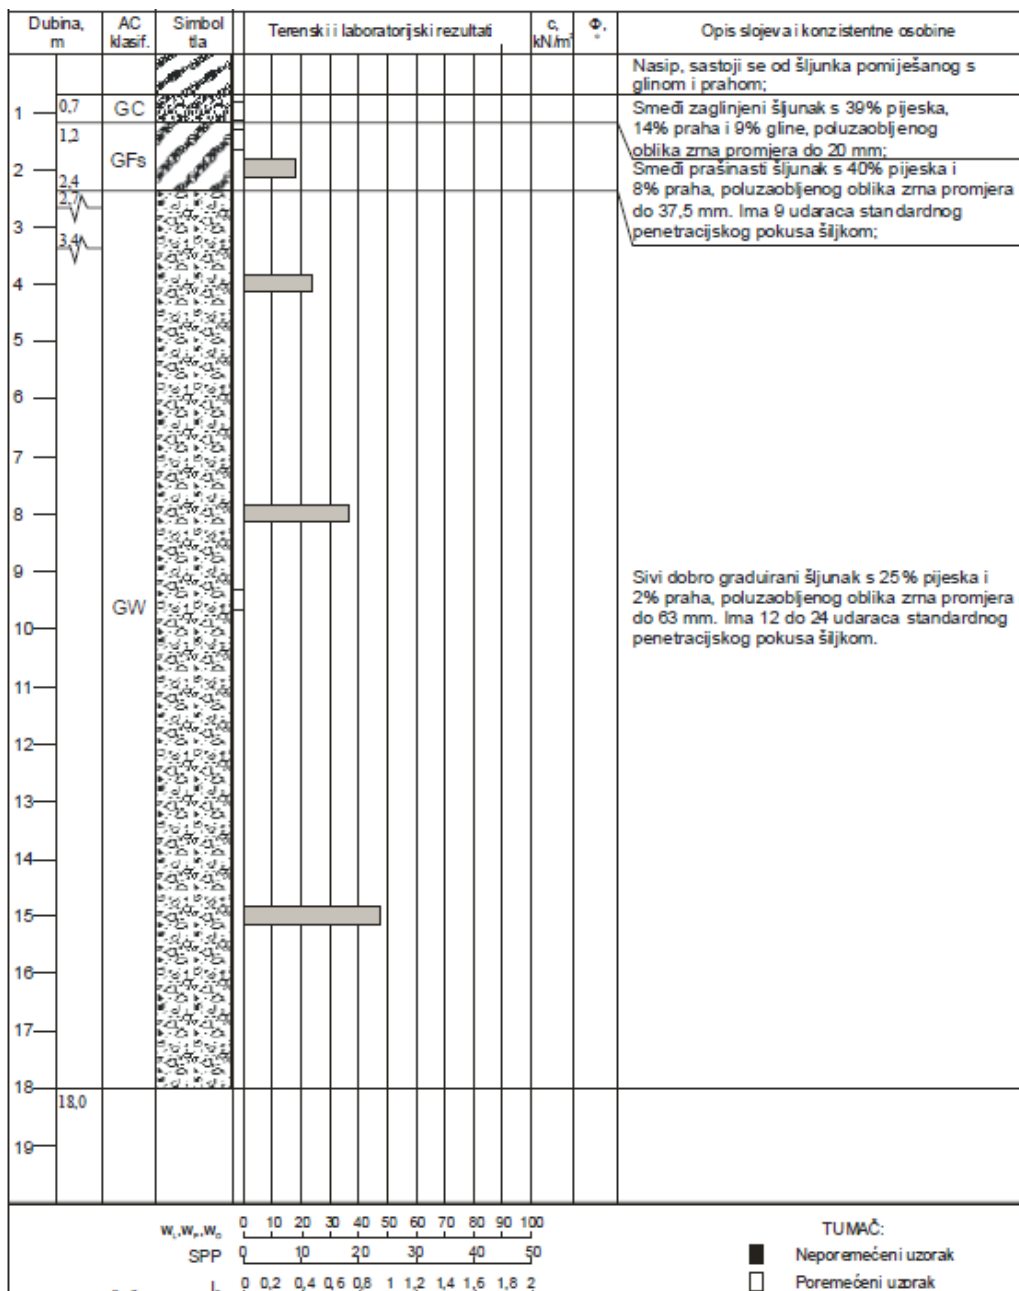 Dubina, m
AC klasif.
Simbol tla
Terenski i laboratorijski rezultati
c, kN/m²
Φ, °
Opis slojeva i konzistentne osobine
Nasip, sastoji se od šljunka pomiješanog s
glinom i prahom;
0,7
1
GC
Smeđi zaglinjeni šljunak s 39% pijeska,
14% praha i 9% gline, poluzaobljenog
oblika zrna promjera do 20 mm;
1,2
GFs
2
2,4
Smeđi prašinasti šljunak s 40% pijeska i
8% praha, poluzaobljenog oblika zrna promjera
do 37,5 mm. Ima 9 udaraca standardnog
penetracijskog pokusa šiljkom;
2,7
3
3,4
4
5
6
7
8
9
GW
Sivi dobro graduirani šljunak s 25% pijeska i
2% praha, poluzaobljenog oblika zrna promjera
do 63 mm. Ima 12 do 24 udaraca standardnog
penetracijskog pokusa šiljkom.
10
11
12
13
14
15
16
17
18
18,0
19
0 10 20 30 40 50 60 70 80 90 100
SPP 0 10 20 30 40 50
0 0,2 0,4 0,6 0,8 1 1,2 1,4 1,6 1,8 2
TUMAČ:
Neporemećeni uzorak
Poremećeni uzorak